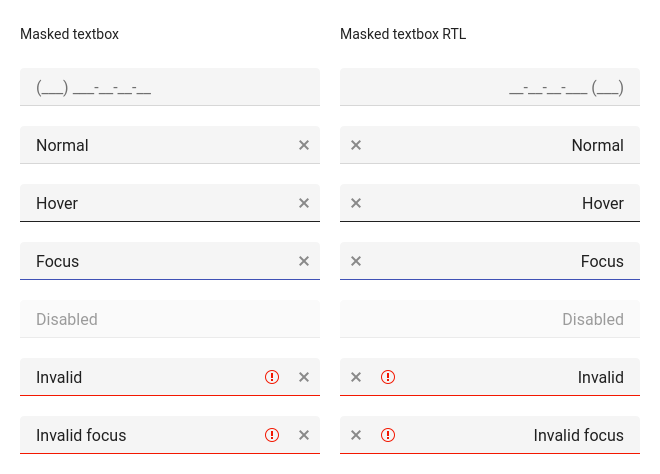 Masked textbox Masked textbox RTL
(___) ___-__-__-__ __-__-__-___ (___)
Normal Normal
Hover Hover
Focus Focus
Disabled Disabled
Invalid Invalid
Invalid focus Invalid focus